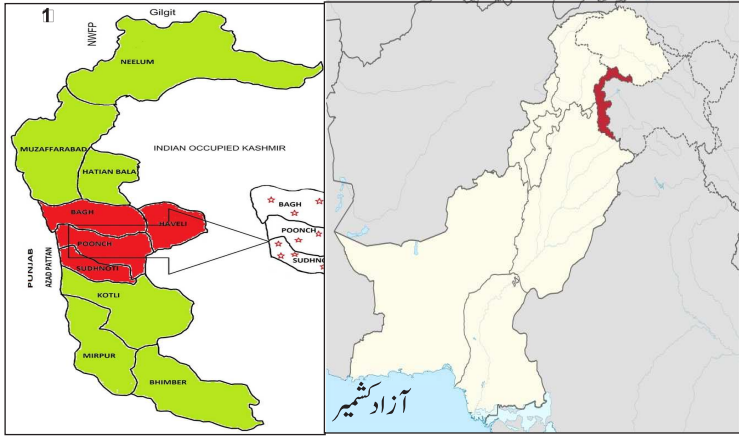 1
Gilgit
NWFP
NEELUM
MUZAFFARABAD
HATIAN BALA
INDIAN OCCUPIED KASHMIR
BAGH
HAVELI
POONCH
SUDHNOTI
PUNJAB
AZAD PATTAN
KOTLI
MIRPUR
BHIMBER
BAGH
POONCH
SUDHNO
آزاد کشمیر